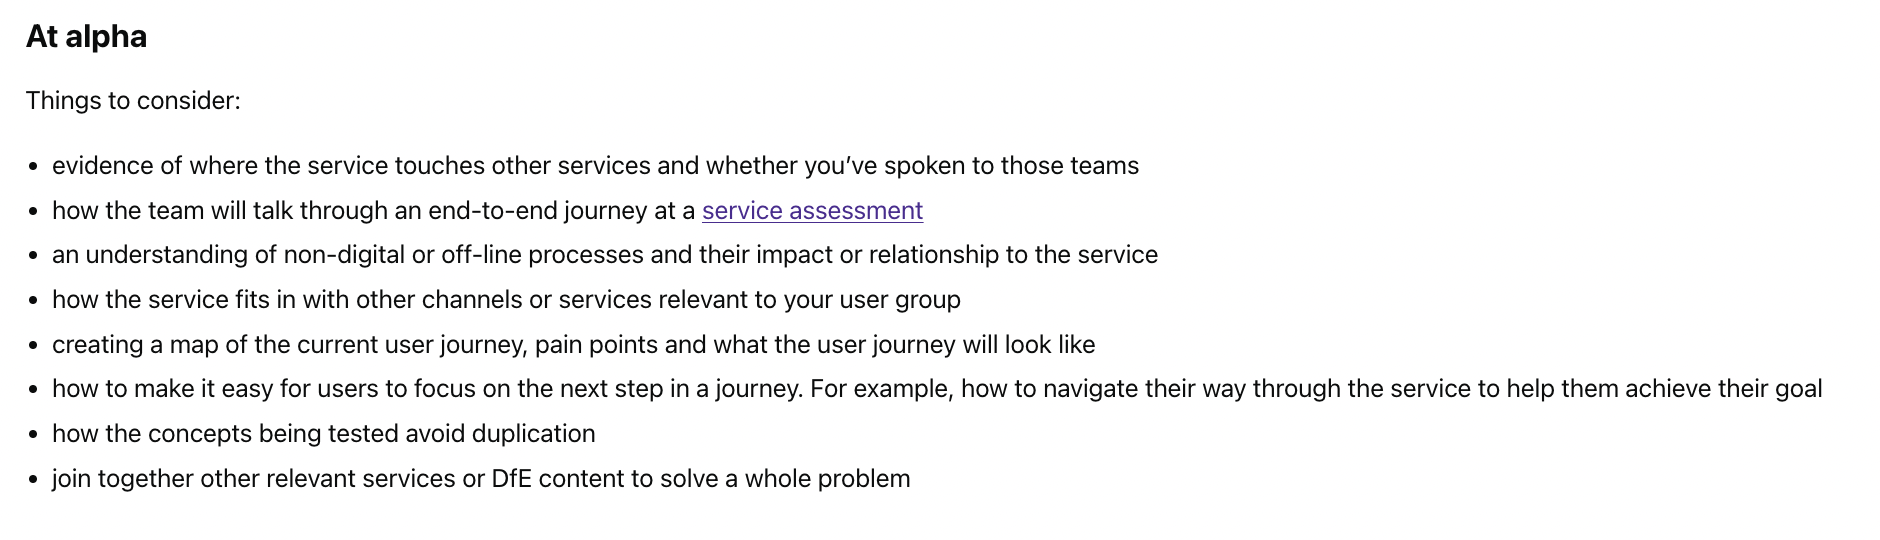 At alpha
Things to consider:
• evidence of where the service touches other services and whether you’ve spoken to those teams
• how the team will talk through an end-to-end journey at a service assessment
• an understanding of non-digital or off-line processes and their impact or relationship to the service
• how the service fits in with other channels or services relevant to your user group
• creating a map of the current user journey, pain points and what the user journey will look like
• how to make it easy for users to focus on the next step in a journey. For example, how to navigate their way through the service to help them achieve their goal
• how the concepts being tested avoid duplication
• join together other relevant services or DfE content to solve a whole problem